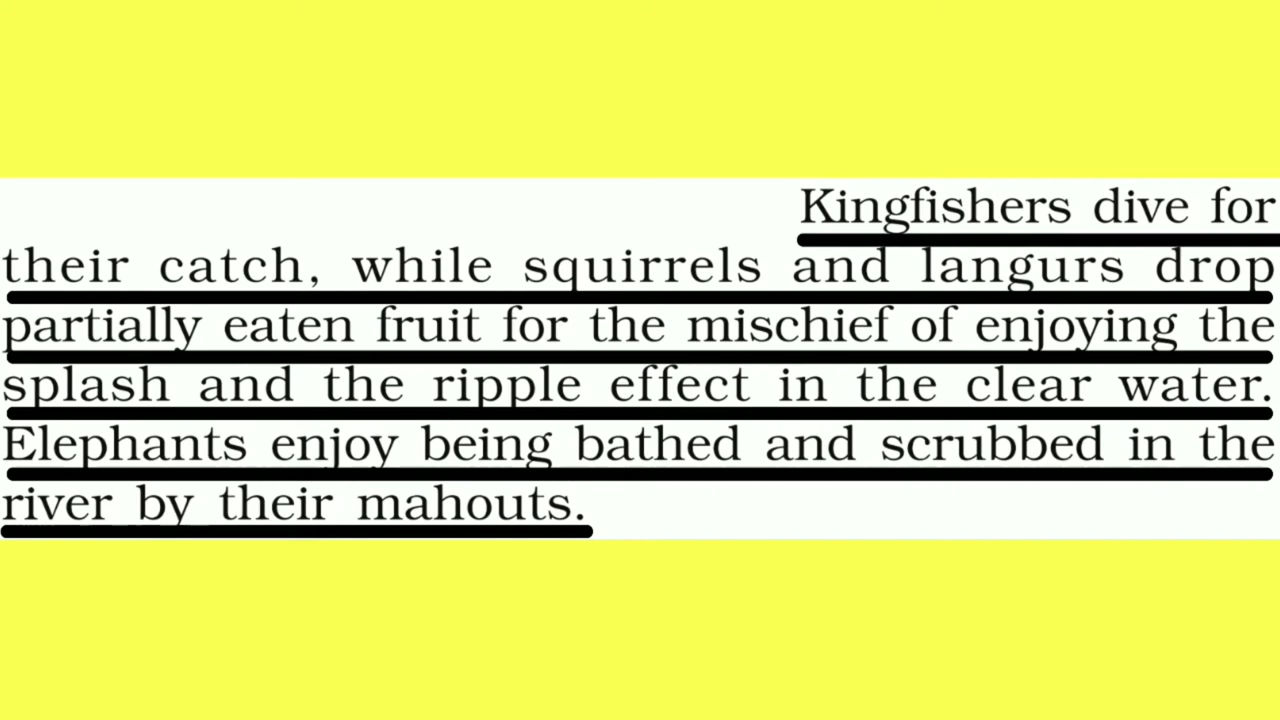 Kingfishers dive for
their catch, while squirrels and langurs drop
partially eaten fruit for the mischief of enjoying the
splash and the ripple effect in the clear water.
Elephants enjoy being bathed and scrubbed in the
river by their mahouts.